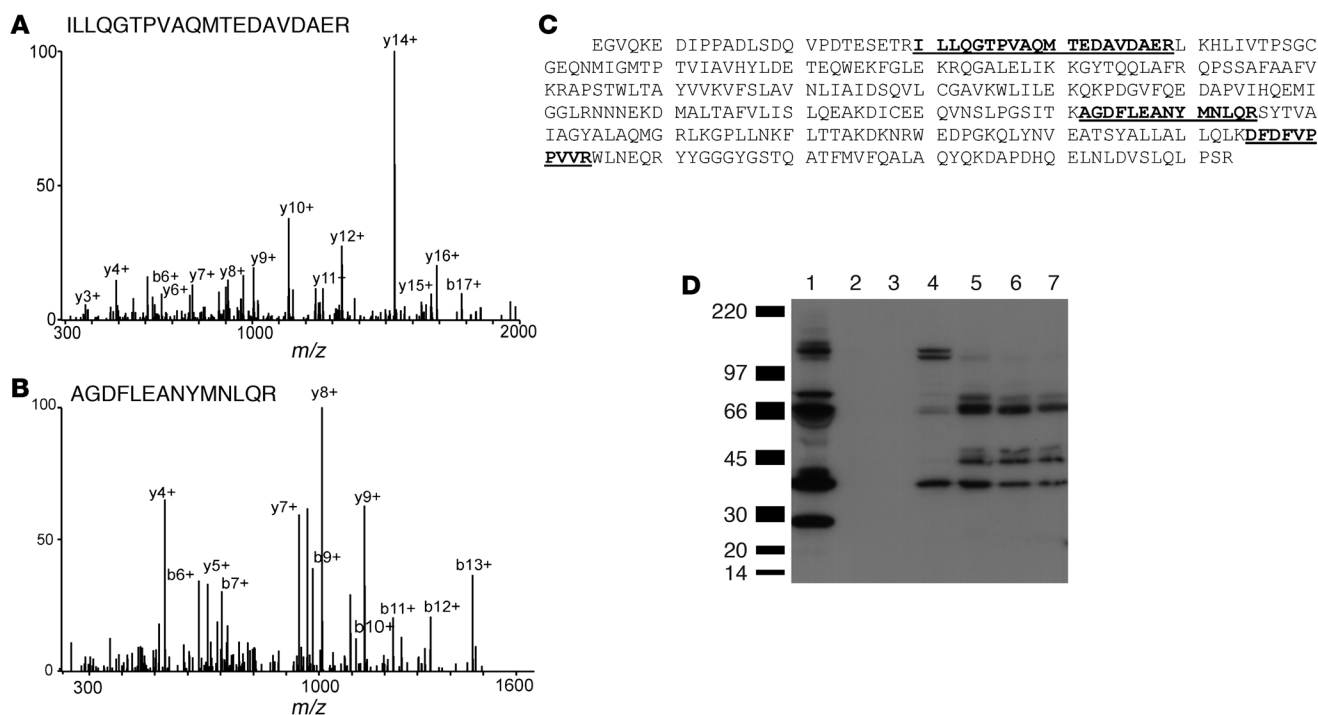 A
ILLQGTPVAQMTEDAVDAER
100
50
0
y3+
y4+
b6+
y6+
y7+
y8+
y9+
y10+
y11+
y12+
y14+
y15+
y16+
b17+
300
1000
2000
m/z
B
AGDFLEANYMNLQR
100
50
0
y4+
b6+
y5+
b7+
y7+
y8+
b9+
y9+
b10+
b11+
b12+
b13+
300
1000
1600
m/z
C
EGVQKE DIPPADLSDQ VPDTESETRI LLQGTPVAQM TEDAVDAERL KHLIVTPSGC
GEQNMIGMTP TVIAVHYLDE TEQWEKFGLE KRQGALELIK KGYTQQLAFR QPSSAFAAFV
KRAPSTWLTA YVVKVFSLAV NLIAIDSQVL CGAVKWLILE KQKPDGVFQE DAPVIHQEMI
GGLRNNNEKD MALTAFVLIS LQEAKDICEE QVNSLPGSIT KAGDFLEANY MNLQRSYTVA
IAGYALAQMG RLKGPLLNKF LTTAKDKNRW EDPGKQLYNV EATSYALLAL LQLKDFDFVP
PVVRWLNEQR YYGGGYGSTQ ATFMVFQALA QYQKDAPDHQ ELNLDVSLQL PSR
D
1 2 3 4 5 6 7
220
97
66
45
30
20
14